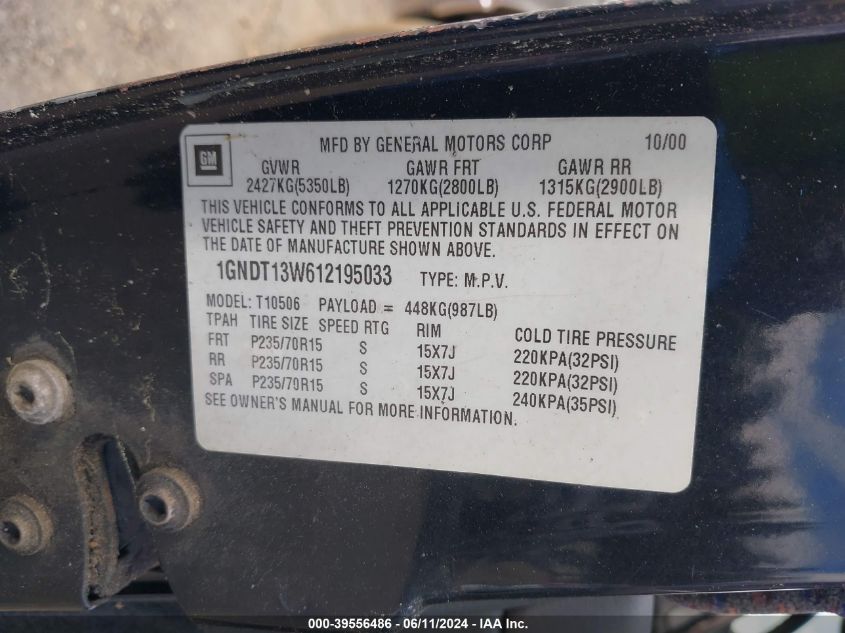 GM
MFD BY GENERAL MOTORS CORP 10/00
GVWR GAWR FRT GAWR RR
2427KG(5350LB) 1270KG(2800LB) 1315KG(2900LB)
THIS VEHICLE CONFORMS TO ALL APPLICABLE U.S. FEDERAL MOTOR
VEHICLE SAFETY AND THEFT PREVENTION STANDARDS IN EFFECT ON
THE DATE OF MANUFACTURE SHOWN ABOVE.
1GNDT13W612195033 TYPE: M.P.V.
MODEL: T10506 PAYLOAD = 448KG(987LB)
TPAH TIRE SIZE SPEED RTG RIM COLD TIRE PRESSURE
FRT P235/70R15 S 15X7J 220KPA(32PSI)
RR P235/70R15 S 15X7J 220KPA(32PSI)
SPA P235/70R15 S 15X7J 240KPA(35PSI)
SEE OWNER'S MANUAL FOR MORE INFORMATION.
000-39556486 - 06/11/2024 - IAA Inc.